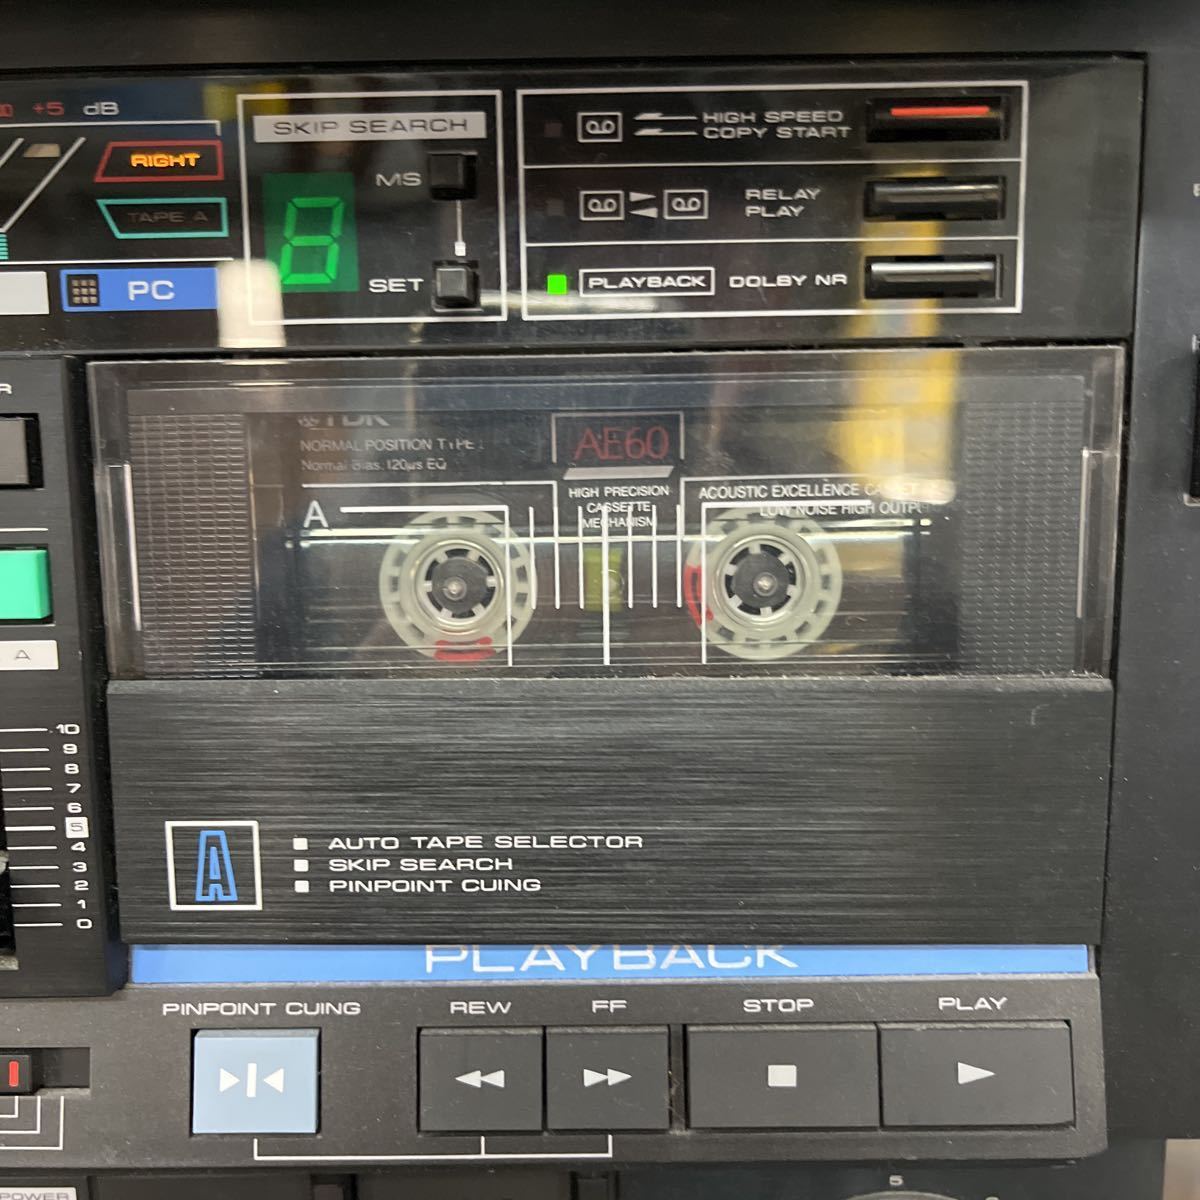 +5 dB
SKIP SEARCH
HIGH SPEED
COPY START
RIGHT
MS
RELAY
PLAY
TAPE A
8
PC
SET
PLAYBACK DOLBY NR
TDK
NORMAL POSITION TYPE I
Normal Bias 120μs EQ
AE60
HIGH PRECISION
CASSETTE
MECHANISM
ACOUSTIC EXCELLENCE
LOW NOISE HIGH OUTPUT
A
A
10
9
8
7
6
5
4
3
2
1
0
A
AUTO TAPE SELECTOR
SKIP SEARCH
PINPOINT CUING
PLAYBACK
PINPOINT CUING
REW
FF
STOP
PLAY
POWER
5